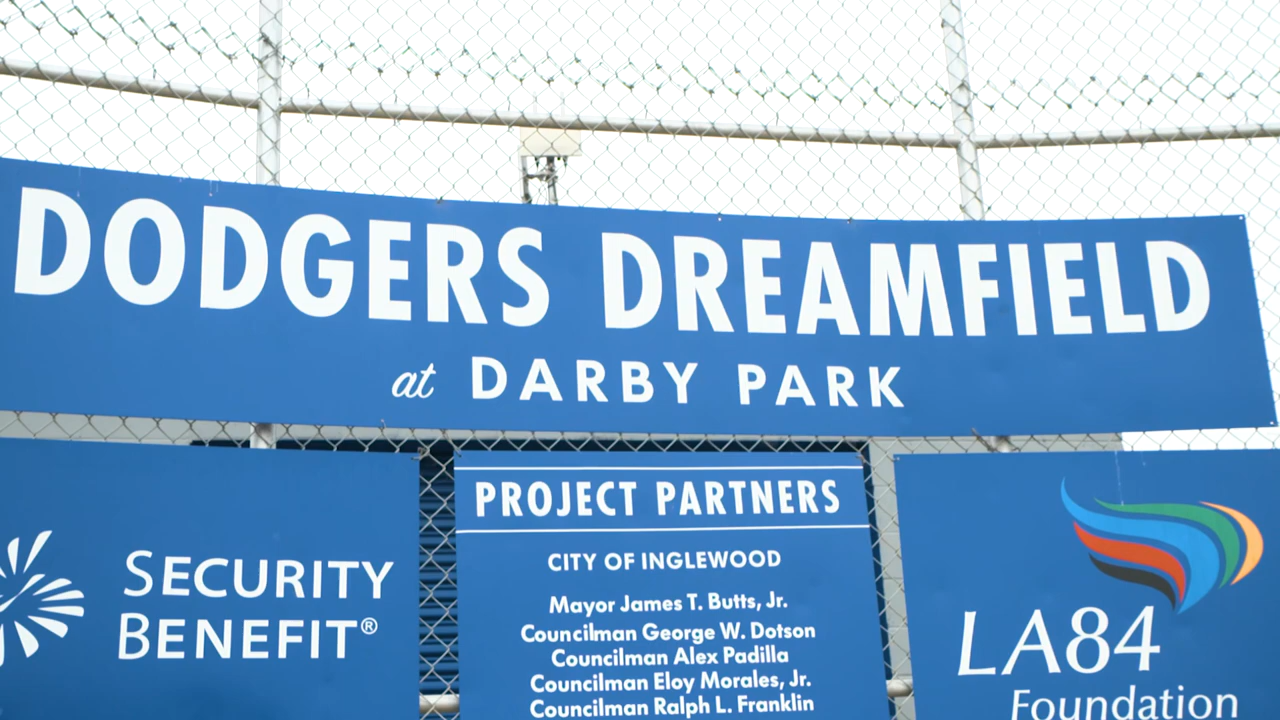 DODGERS DREAMFIELD
at DARBY PARK
SECURITY
BENEFIT®
PROJECT PARTNERS
CITY OF INGLEWOOD
Mayor James T. Butts, Jr.
Councilman George W. Dotson
Councilman Alex Padilla
Councilman Eloy Morales, Jr.
Councilman Ralph L. Franklin
LA84
Foundation